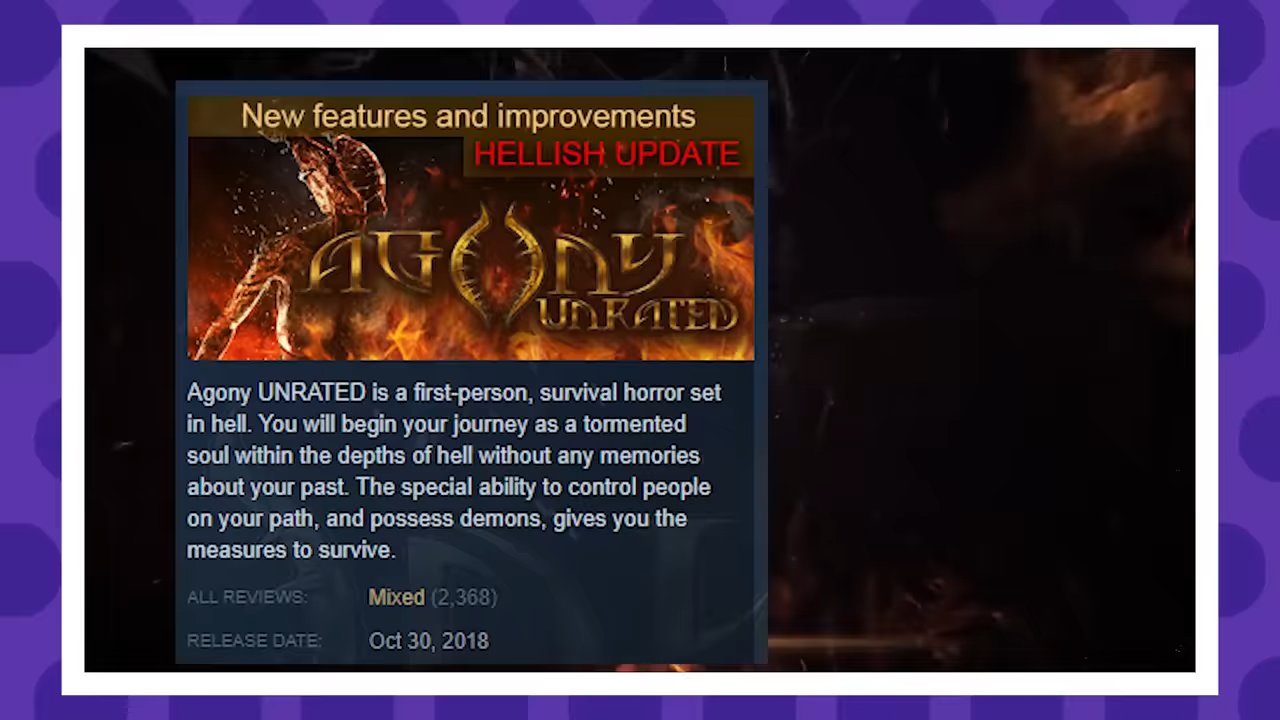 New features and improvements
HELLISH UPDATE
AGONY
UNRATED
Agony UNRATED is a first-person, survival horror set
in hell. You will begin your journey as a tormented
soul within the depths of hell without any memories
about your past. The special ability to control people
on your path, and possess demons, gives you the
measures to survive.
ALL REVIEWS: Mixed (2,368)
RELEASE DATE: Oct 30, 2018